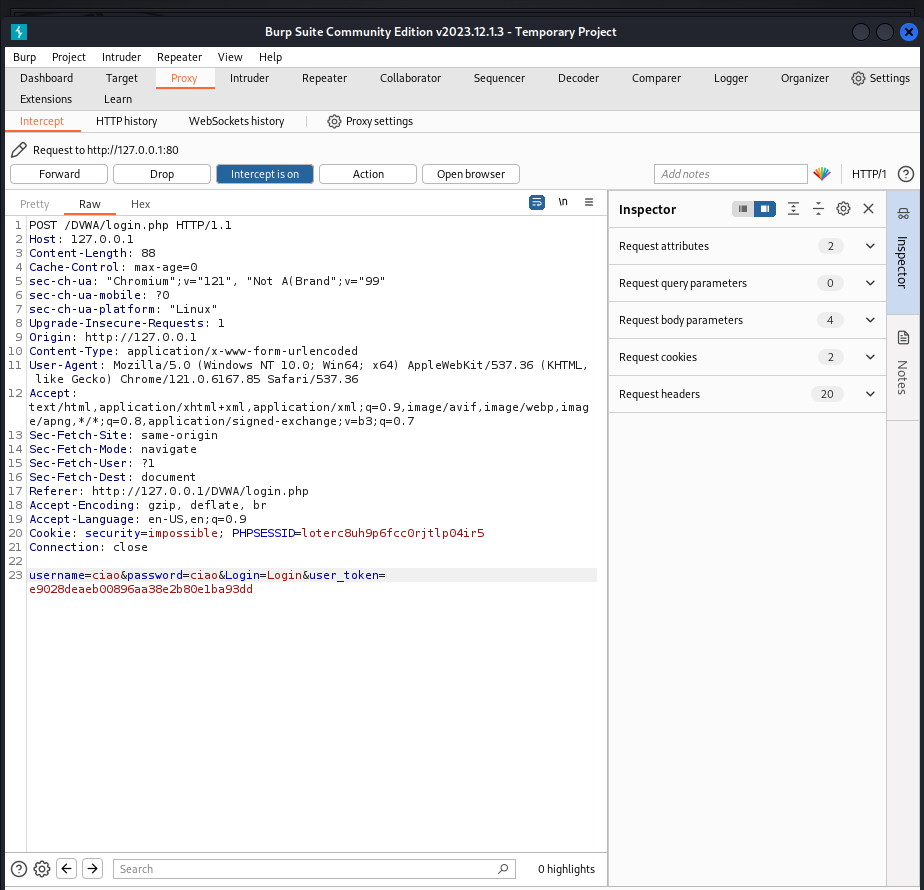 Burp Suite Community Edition v2023.12.1.3 - Temporary Project
Burp Project Intruder Repeater View Help
Dashboard Target Proxy Intruder Repeater Collaborator Sequencer Decoder Comparer Logger Organizer Settings
Extensions Learn
Intercept HTTP history WebSockets history Proxy settings
Request to http://127.0.0.1:80
Forward Drop Intercept is on Action Open browser Add notes HTTP/1 ?
Pretty Raw Hex \n
1 POST /DVWA/login.php HTTP/1.1
2 Host: 127.0.0.1
3 Content-Length: 88
4 Cache-Control: max-age=0
5 sec-ch-ua: "Chromium";v="121", "Not A(Brand";v="99"
6 sec-ch-ua-mobile: ?0
7 sec-ch-ua-platform: "Linux"
8 Upgrade-Insecure-Requests: 1
9 Origin: http://127.0.0.1
10 Content-Type: application/x-www-form-urlencoded
11 User-Agent: Mozilla/5.0 (Windows NT 10.0; Win64; x64) AppleWebKit/537.36 (KHTML,
like Gecko) Chrome/121.0.6167.85 Safari/537.36
12 Accept:
text/html,application/xhtml+xml,application/xml;q=0.9,image/avif,image/webp,imag
e/apng,*/*;q=0.8,application/signed-exchange;v=b3;q=0.7
13 Sec-Fetch-Site: same-origin
14 Sec-Fetch-Mode: navigate
15 Sec-Fetch-User: ?1
16 Sec-Fetch-Dest: document
17 Referer: http://127.0.0.1/DVWA/login.php
18 Accept-Encoding: gzip, deflate, br
19 Accept-Language: en-US,en;q=0.9
20 Cookie: security=impossible; PHPSESSID=loterc8uh9p6fcc0rjtlp04ir5
21 Connection: close
22
23 username=ciao&password=ciao&Login=Login&user_token=
e9028deaeb00896aa38e2b80e1ba93dd
Inspector
Request attributes 2
Request query parameters 0
Request body parameters 4
Request cookies 2
Request headers 20
Inspector
Notes
? Search 0 highlights